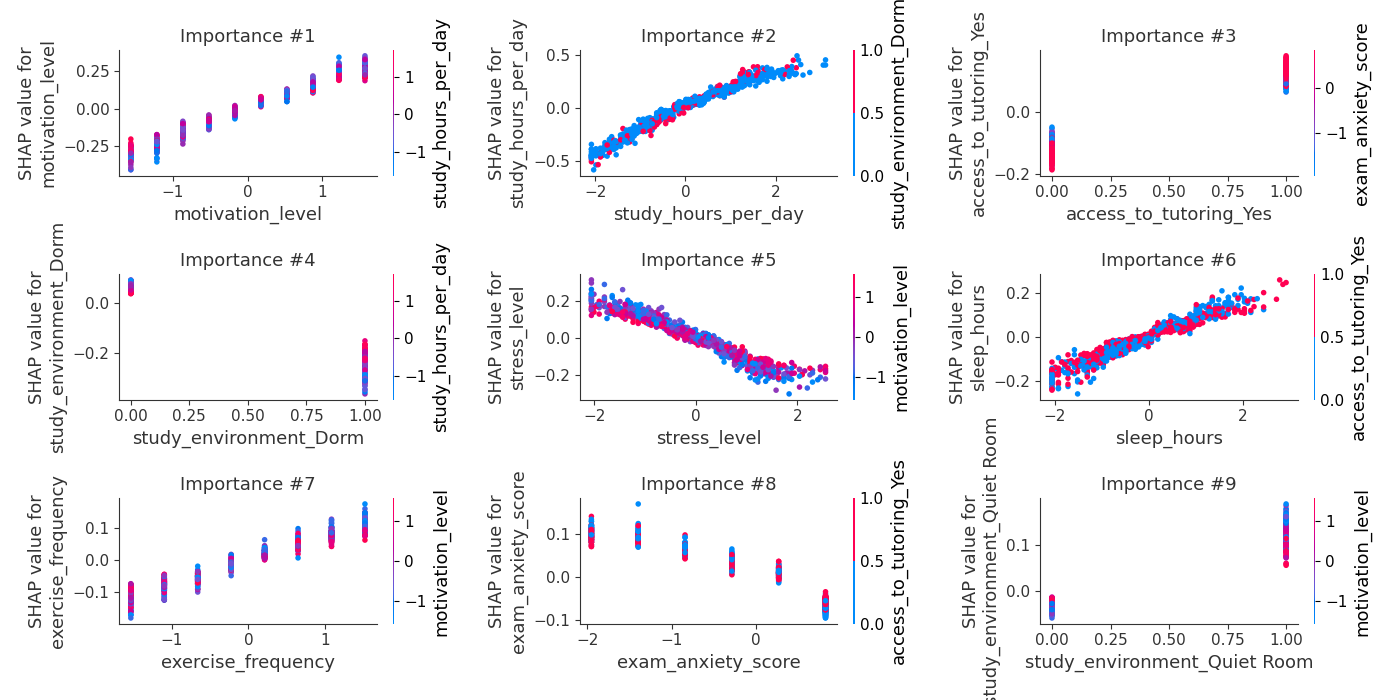 Importance #1
SHAP value for
motivation_level
0.25
0.00
−0.25
−1
0
1
motivation_level
1
0
−1
study_hours_per_day
Importance #2
SHAP value for
study_hours_per_day
0.5
0.0
−0.5
−2
0
2
study_hours_per_day
1.0
0.5
0.0
study_environment_Dorm
Importance #3
SHAP value for
access_to_tutoring_Yes
0.0
−0.2
0.00
0.25
0.50
0.75
1.00
access_to_tutoring_Yes
0
−1
exam_anxiety_score
Importance #4
SHAP value for
study_environment_Dorm
0.0
−0.2
0.00
0.25
0.50
0.75
1.00
study_environment_Dorm
1
0
−1
study_hours_per_day
Importance #5
SHAP value for
stress_level
0.2
0.0
−0.2
−2
0
2
stress_level
1
0
−1
motivation_level
Importance #6
SHAP value for
sleep_hours
0.2
0.0
−0.2
−2
0
2
sleep_hours
1.0
0.5
0.0
access_to_tutoring_Yes
Importance #7
SHAP value for
exercise_frequency
0.1
0.0
−0.1
−1
0
1
exercise_frequency
1
0
−1
motivation_level
Importance #8
SHAP value for
exam_anxiety_score
0.1
0.0
−0.1
−2
−1
0
exam_anxiety_score
1.0
0.5
0.0
access_to_tutoring_Yes
Importance #9
SHAP value for
study_environment_Quiet Room
0.1
0.0
0.00
0.25
0.50
0.75
1.00
study_environment_Quiet Room
1
0
−1
motivation_level